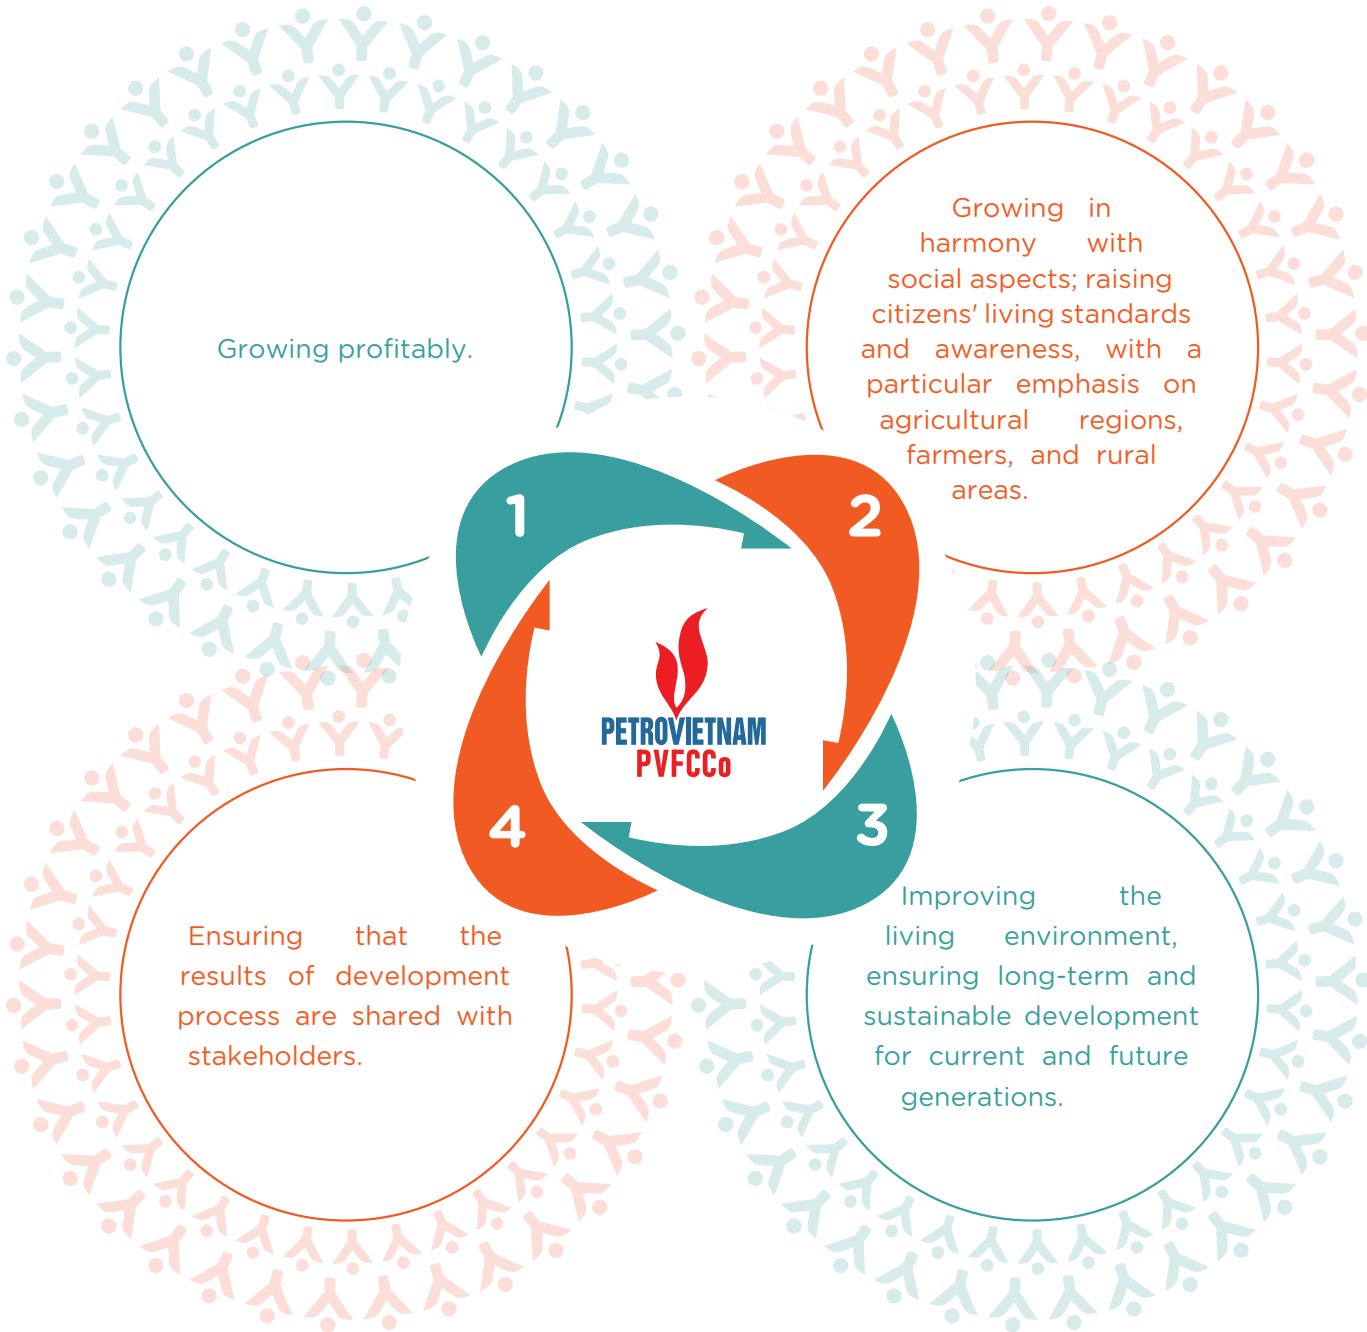 Growing profitably.
1
Growing in
harmony with
social aspects; raising
citizens' living standards
and awareness, with a
particular emphasis on
agricultural regions,
farmers, and rural
areas.
2
PETROVIETNAM
PVFCCo
3
Improving the
living environment,
ensuring long-term and
sustainable development
for current and future
generations.
4
Ensuring that the
results of development
process are shared with
stakeholders.